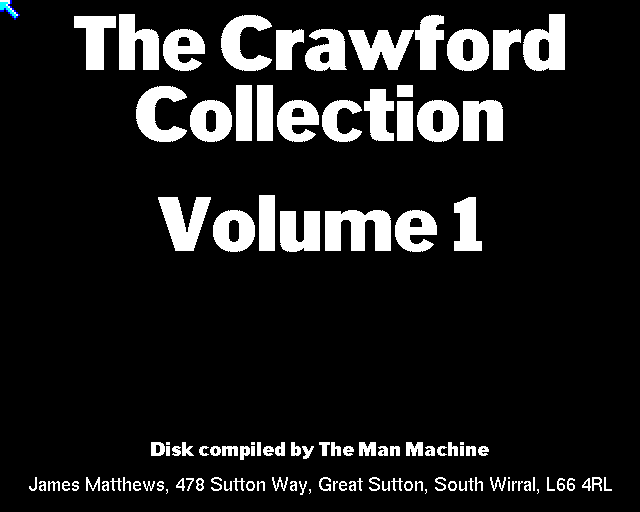 The Crawford
Collection
Volume 1
Disk compiled by The Man Machine
James Matthews, 478 Sutton Way, Great Sutton, South Wirral, L66 4RL